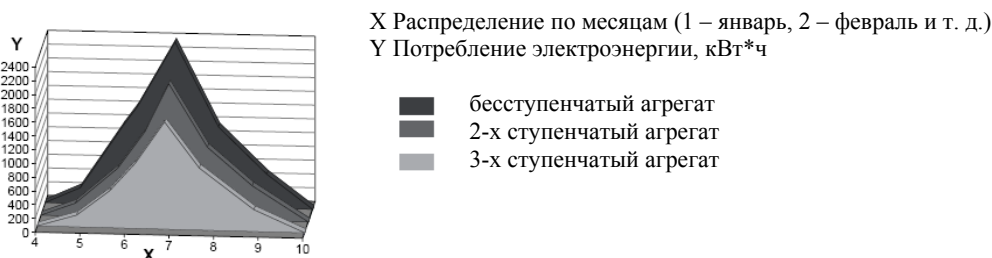 X Распределение по месяцам (1 – январь, 2 – февраль и т. д.)
Y Потребление электроэнергии, кВт*ч
бесступенчатый агрегат
2-х ступенчатый агрегат
3-х ступенчатый агрегат
Y
2400
2200
2000
1800
1600
1400
1200
1000
800
600
400
200
0
4 5 6 7 8 9 10
X